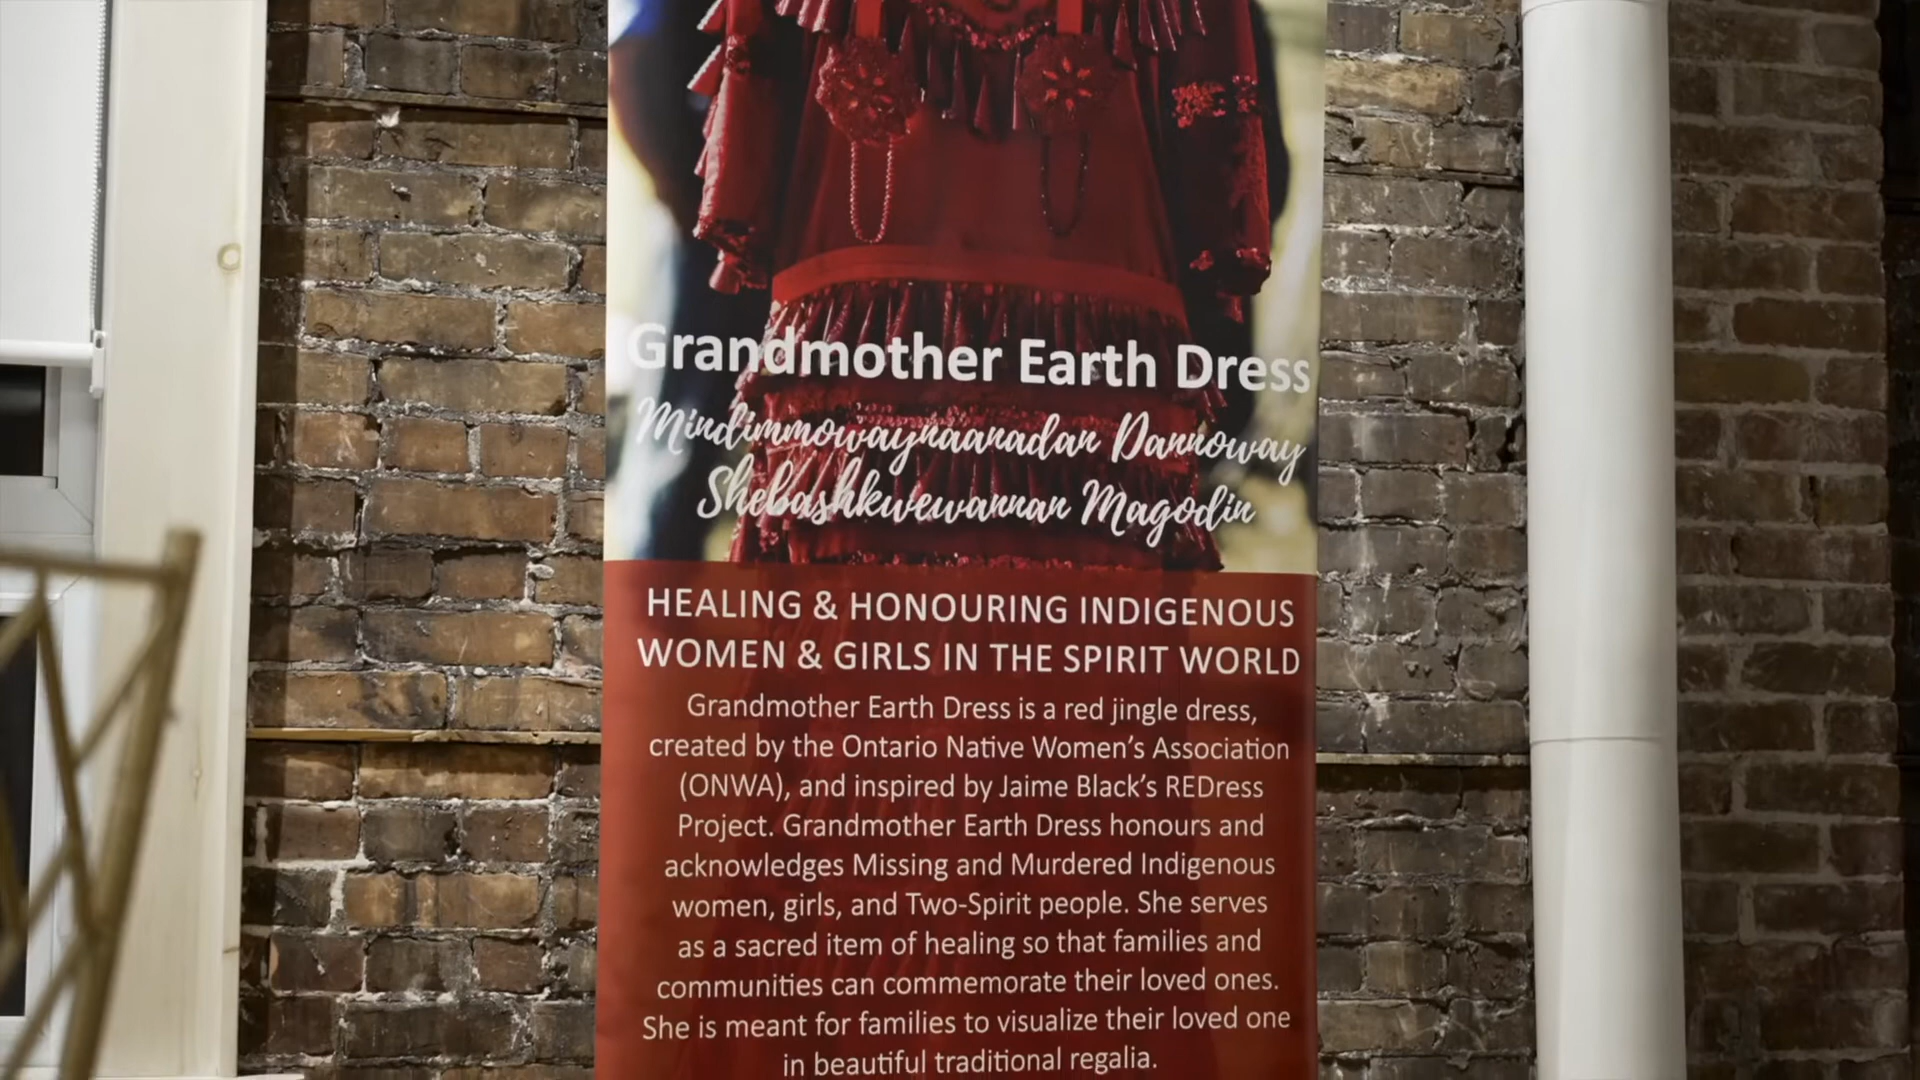 Grandmother Earth Dress
Mindimmowaynaanadan Dannoway
Shebashkwewannan Magodin
HEALING & HONOURING INDIGENOUS
WOMEN & GIRLS IN THE SPIRIT WORLD
Grandmother Earth Dress is a red jingle dress,
created by the Ontario Native Women's Association
(ONWA), and inspired by Jaime Black's REDress
Project. Grandmother Earth Dress honours and
acknowledges Missing and Murdered Indigenous
women, girls, and Two-Spirit people. She serves
as a sacred item of healing so that families and
communities can commemorate their loved ones.
She is meant for families to visualize their loved one
in beautiful traditional regalia.